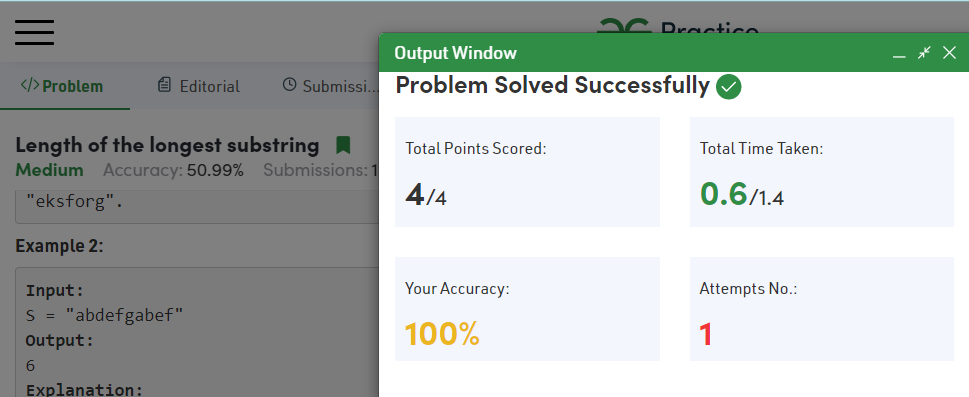 Practice
Problem
Editorial
Submissi...
Length of the longest substring
Medium Accuracy: 50.99% Submissions: 1
"eksforg".
Example 2:
Input:
S = "abdefgabef"
Output:
6
Explanation:
Output Window
Problem Solved Successfully
Total Points Scored:
4/4
Total Time Taken:
0.6/1.4
Your Accuracy:
100%
Attempts No.:
1